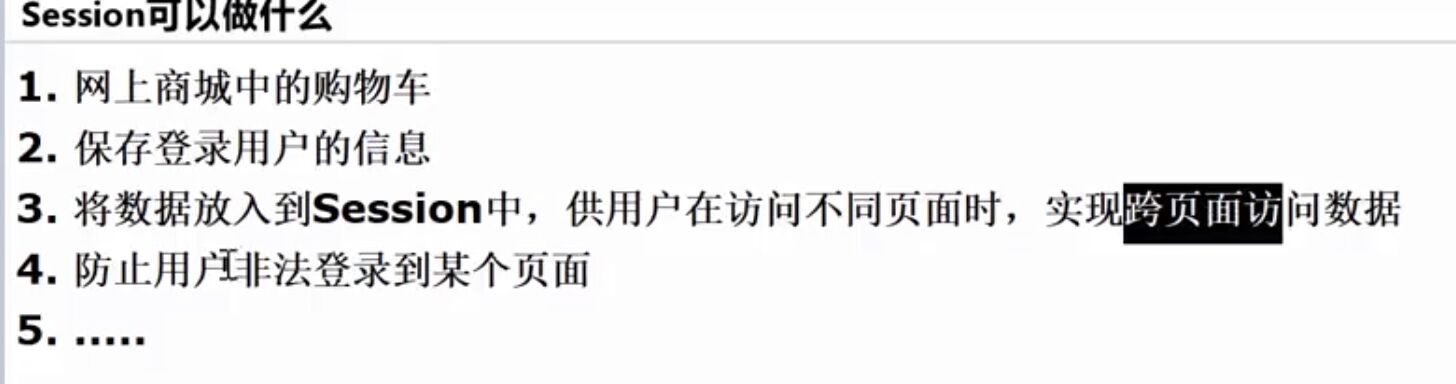 Session可以做什么
1. 网上商城中的购物车
2. 保存登录用户的信息
3. 将数据放入到Session中，供用户在访问不同页面时，实现跨页面访问数据
4. 防止用户非法登录到某个页面
5. .....